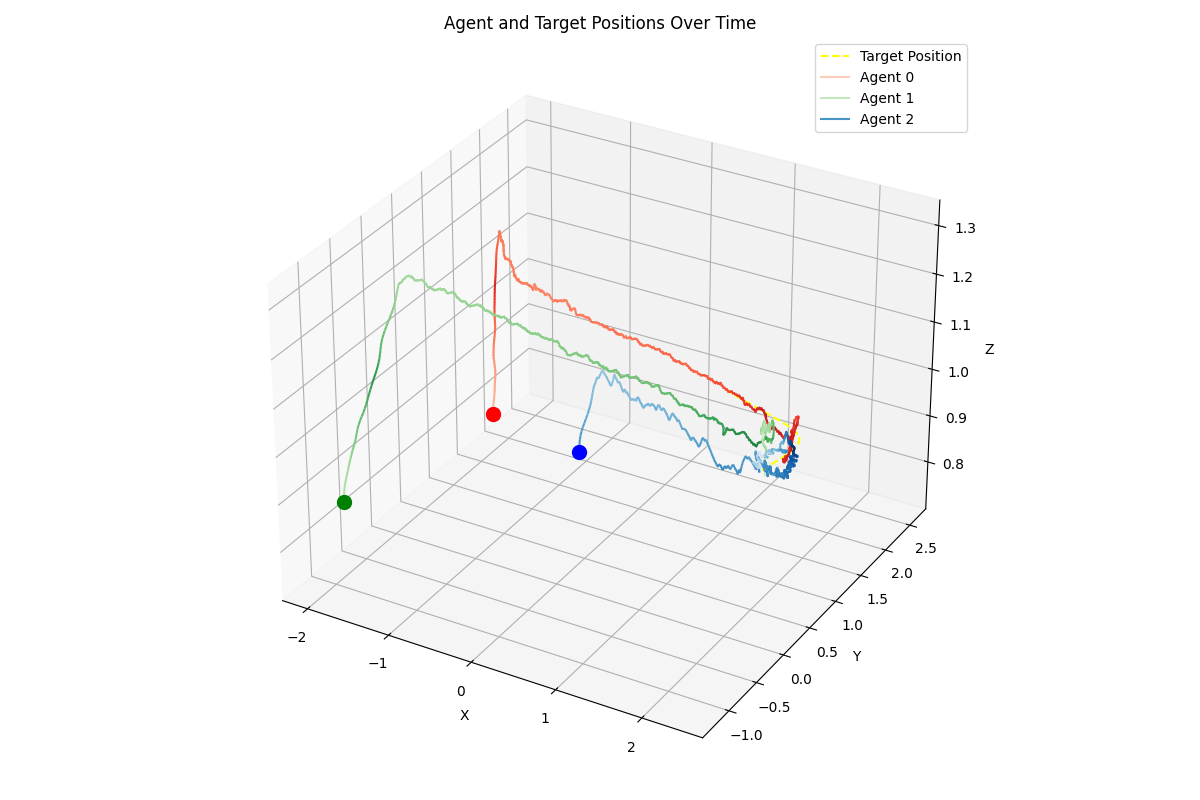 Agent and Target Positions Over Time
Target Position
Agent 0
Agent 1
Agent 2
1.3
1.2
1.1
1.0
0.9
0.8
Z
2.5
2.0
1.5
1.0
0.5
0.0
−0.5
−1.0
Y
−2
−1
0
1
2
X